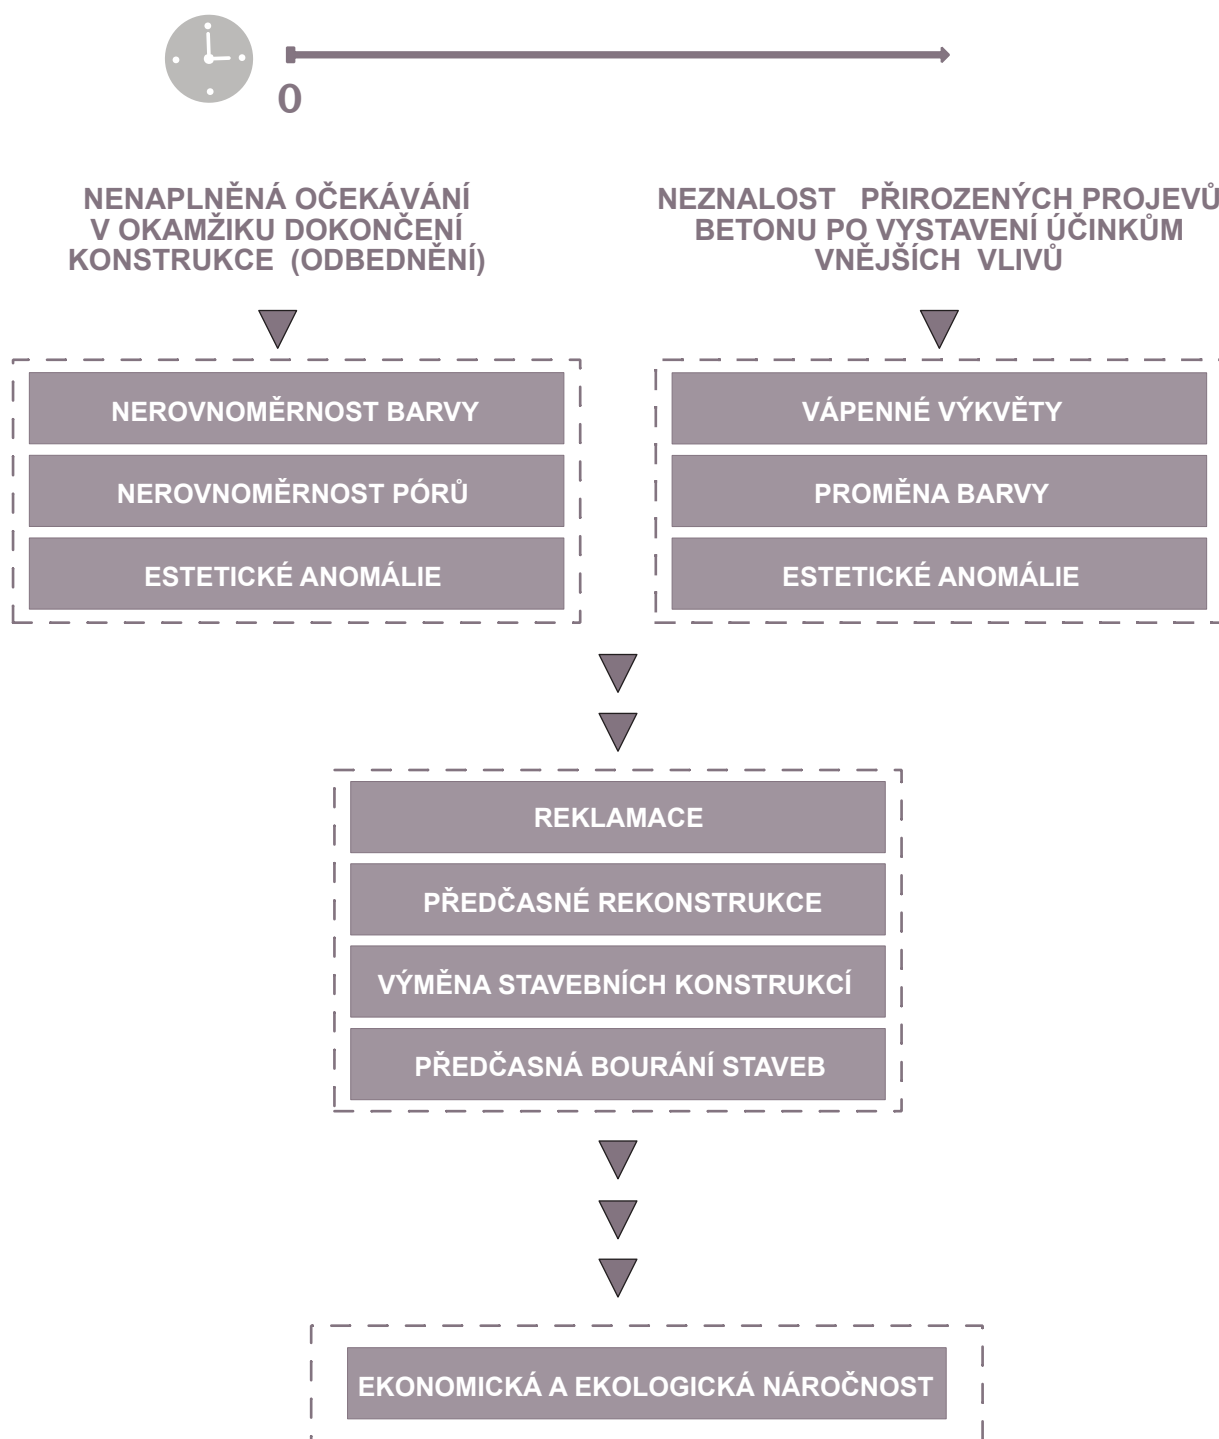 0
NENAPLNĚNÁ OČEKÁVÁNÍ
V OKAMŽIKU DOKONČENÍ
KONSTRUKCE (ODBEDNĚNÍ)
NEZNALOST PŘIROZENÝCH PROJEVŮ
BETONU PO VYSTAVENÍ ÚČINKŮM
VNĚJŠÍCH VLIVŮ
NEROVNOMĚRNOST BARVY
NEROVNOMĚRNOST PÓRŮ
ESTETICKÉ ANOMÁLIE
VÁPENNÉ VÝKVĚTY
PROMĚNA BARVY
ESTETICKÉ ANOMÁLIE
REKLAMACE
PŘEDČASNÉ REKONSTRUKCE
VÝMĚNA STAVEBNÍCH KONSTRUKCÍ
PŘEDČASNÁ BOURÁNÍ STAVEB
EKONOMICKÁ A EKOLOGICKÁ NÁROČNOST